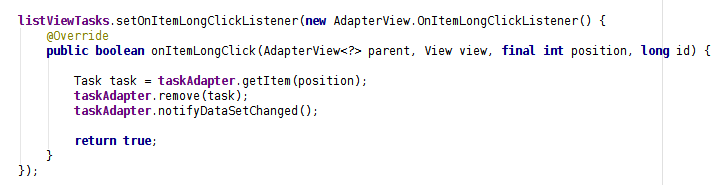 listViewTasks.setOnItemLongClickListener(new AdapterView.OnItemLongClickListener() {
@Override
public boolean onItemLongClick(AdapterView<?> parent, View view, final int position, long id) {
Task task = taskAdapter.getItem(position);
taskAdapter.remove(task);
taskAdapter.notifyDataSetChanged();
return true;
}
});